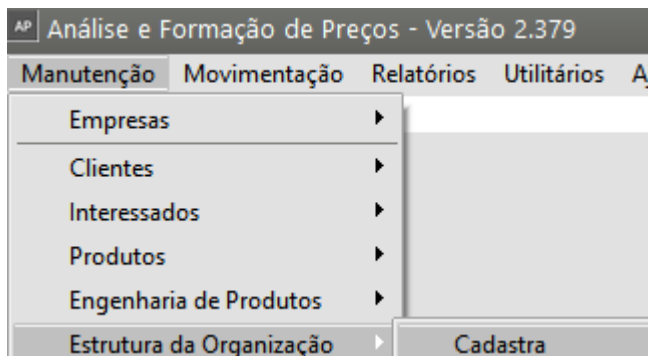 AP Análise e Formação de Preços - Versão 2.379
Manutenção Movimentação Relatórios Utilitários
Empresas
Clientes
Interessados
Produtos
Engenharia de Produtos
Estrutura da Organização Cadastra